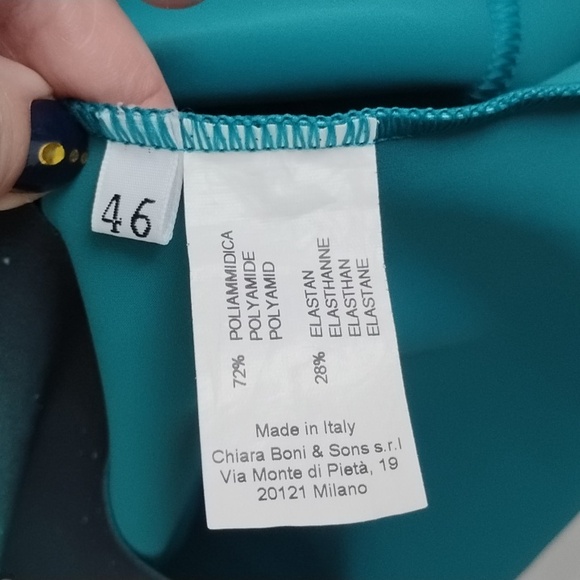 46
72% POLIAMMIDICA
POLYAMIDE
POLYAMID
28% ELASTAN
ELASTHANNE
ELASTHAN
ELASTANE
Made in Italy
Chiara Boni & Sons s.r.l
Via Monte di Pietà, 19
20121 Milano